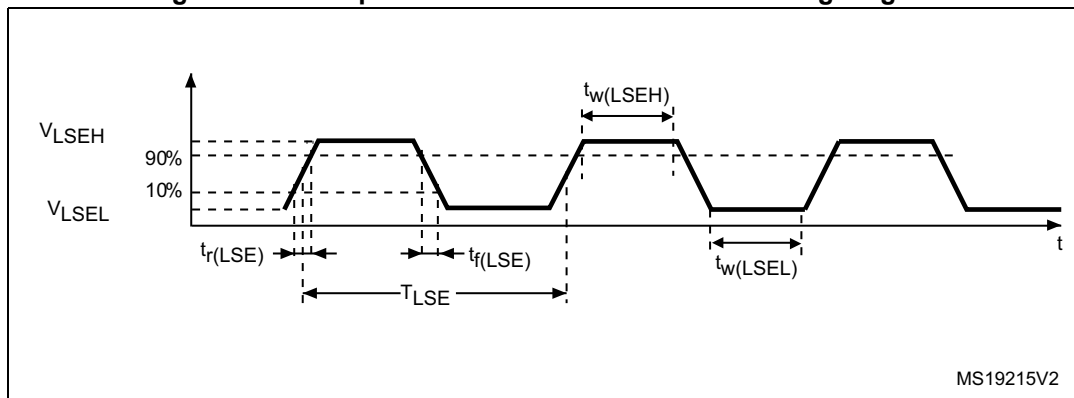 tw(LSEH)
VLSEH
90%
10%
VLSEL
tr(LSE)
tf(LSE)
tw(LSEL)
t
TLSE
MS19215V2